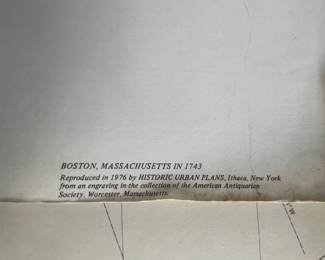 BOSTON, MASSACHUSETTS IN 1743
Reproduced in 1976 by HISTORIC URBAN PLANS, Ithaca, New York
from an engraving in the collection of the American Antiquarian
Society, Worcester, Massachusetts.